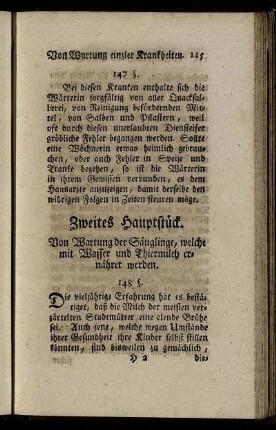 Von Wartung einzler Krankheiten. 115
147 §.
Bei diesen Kranken enthalte sich die
Wärterin sorgfältig von aller Quacksal-
berei, von Reinigung befördernden Mit-
tel, von Salben und Pflastern, weil
oft durch diesen unerlaubten Diensteifer
gröbliche Fehler begangen werden. Sollte
eine Wöchnerin etwas heimlich gebrau-
chen, oder auch Fehler in Speise und
Tranke begehen, so ist die Wärterin
in ihrem Gewissen verbunden, es dem
Hausarzte anzuzeigen, damit derselbe den
widrigen Folgen in Zeiten steuren möge.
Zweites Hauptstück.
Von Wartung der Säuglinge, welche
mit Wasser und Thiermilch er-
nähret werden.
148 §.
Die vieljährige Erfahrung hat es bestä-
tiget, daß die Milch der meisten ver-
zärtelten Stadtmütter eine elende Brühe
sei. Auch jene, welche wegen Umstände
ihrer Gesundheit ihre Kinder selbst stillen
könnten, sind bisweilen zu gemächlich,
H 2 die-